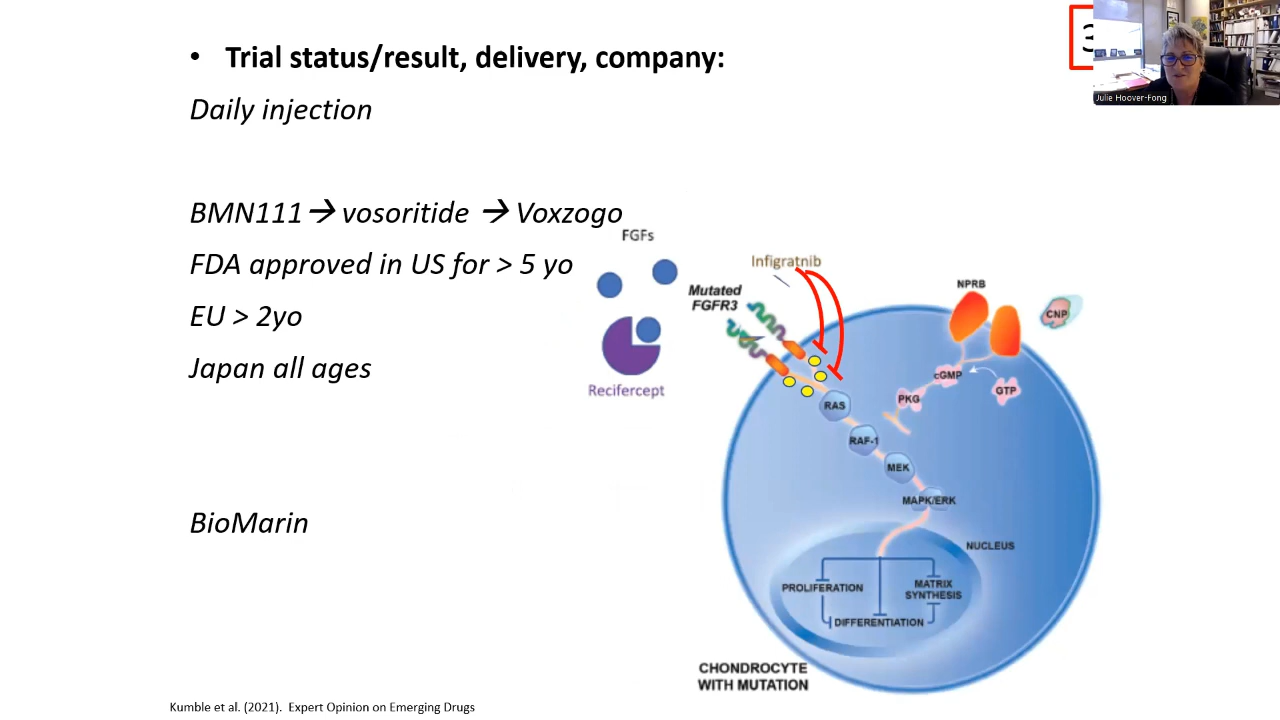 • Trial status/result, delivery, company:
3
Julie Hoover-Fong
Daily injection
BMN111→ vosoritide → Voxzogo
FDA approved in US for > 5 yo
EU > 2yo
Japan all ages
BioMarin
FGFs
Recifercept
Infigratnib
Mutated
FGFR3
NPRB
CNP
cGMP
GTP
PKG
RAS
RAF-1
MEK
MAPK/ERK
NUCLEUS
PROLIFERATION
MATRIX
SYNTHESIS
DIFFERENTIATION
CHONDROCYTE
WITH MUTATION
Kumble et al. (2021). Expert Opinion on Emerging Drugs